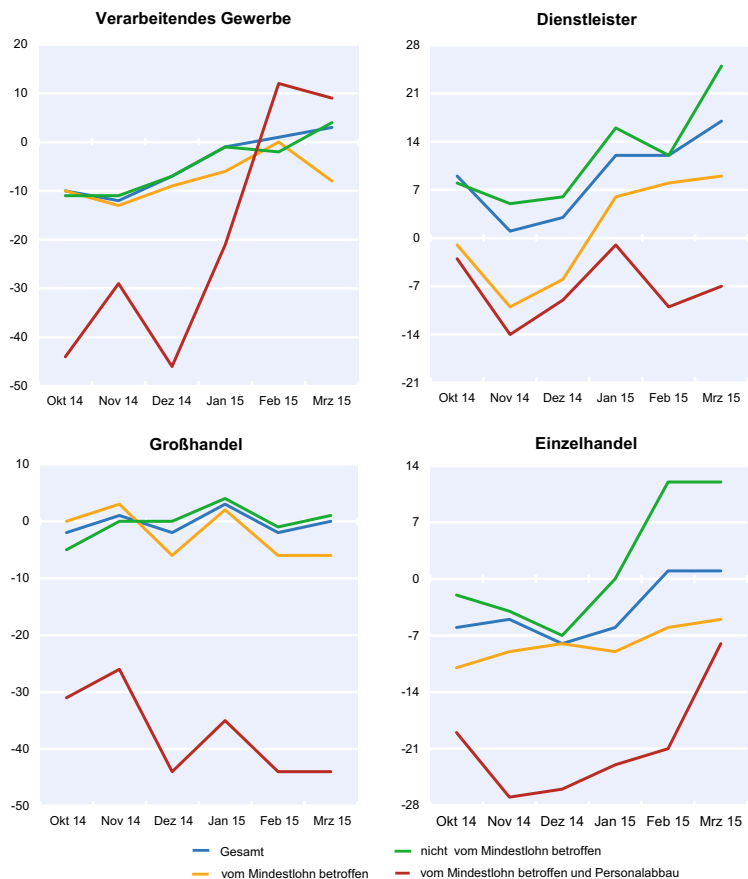 Verarbeitendes Gewerbe
20
10
0
-10
-20
-30
-40
-50
Okt 14 Nov 14 Dez 14 Jan 15 Feb 15 Mrz 15
Dienstleister
28
21
14
7
0
-7
-14
-21
Okt 14 Nov 14 Dez 14 Jan 15 Feb 15 Mrz 15
Großhandel
10
0
-10
-20
-30
-40
-50
Okt 14 Nov 14 Dez 14 Jan 15 Feb 15 Mrz 15
Einzelhandel
14
7
0
-7
-14
-21
-28
Okt 14 Nov 14 Dez 14 Jan 15 Feb 15 Mrz 15
Gesamt
nicht vom Mindestlohn betroffen
vom Mindestlohn betroffen
vom Mindestlohn betroffen und Personalabbau